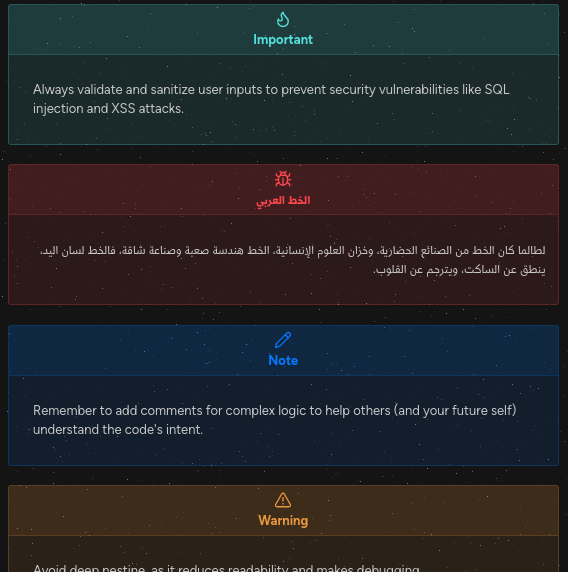 Important
Always validate and sanitize user inputs to prevent security vulnerabilities like SQL
injection and XSS attacks.
الخط العربي
لطالما كان الخط من الصنائع الحضارية، وخزان العلوم الإنسانية، الخط هندسة صعبة وصناعة شاقة، فالخط لسان اليد،
ينطق عن الساكت، ويترجم عن القلوب.
Note
Remember to add comments for complex logic to help others (and your future self)
understand the code's intent.
Warning
Avoid deep nesting, as it reduces readability and makes debugging